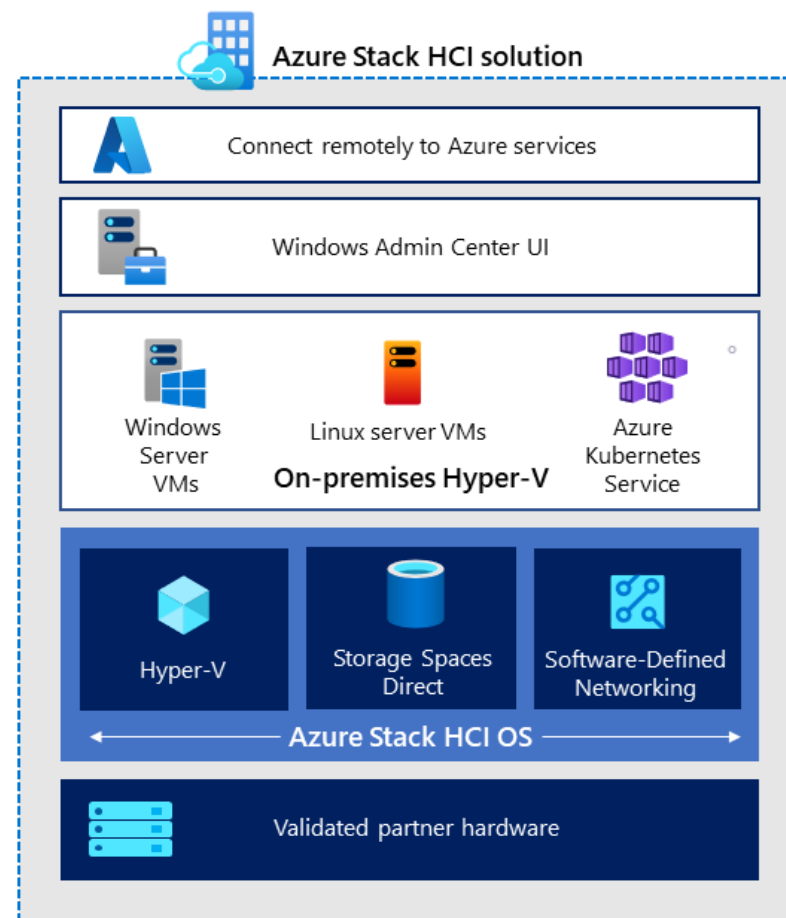 Azure Stack HCI solution
Connect remotely to Azure services
Windows Admin Center UI
Windows
Server
VMs
Linux server VMs
Azure
Kubernetes
Service
On-premises Hyper-V
Hyper-V
Storage Spaces
Direct
Software-Defined
Networking
Azure Stack HCI OS
Validated partner hardware